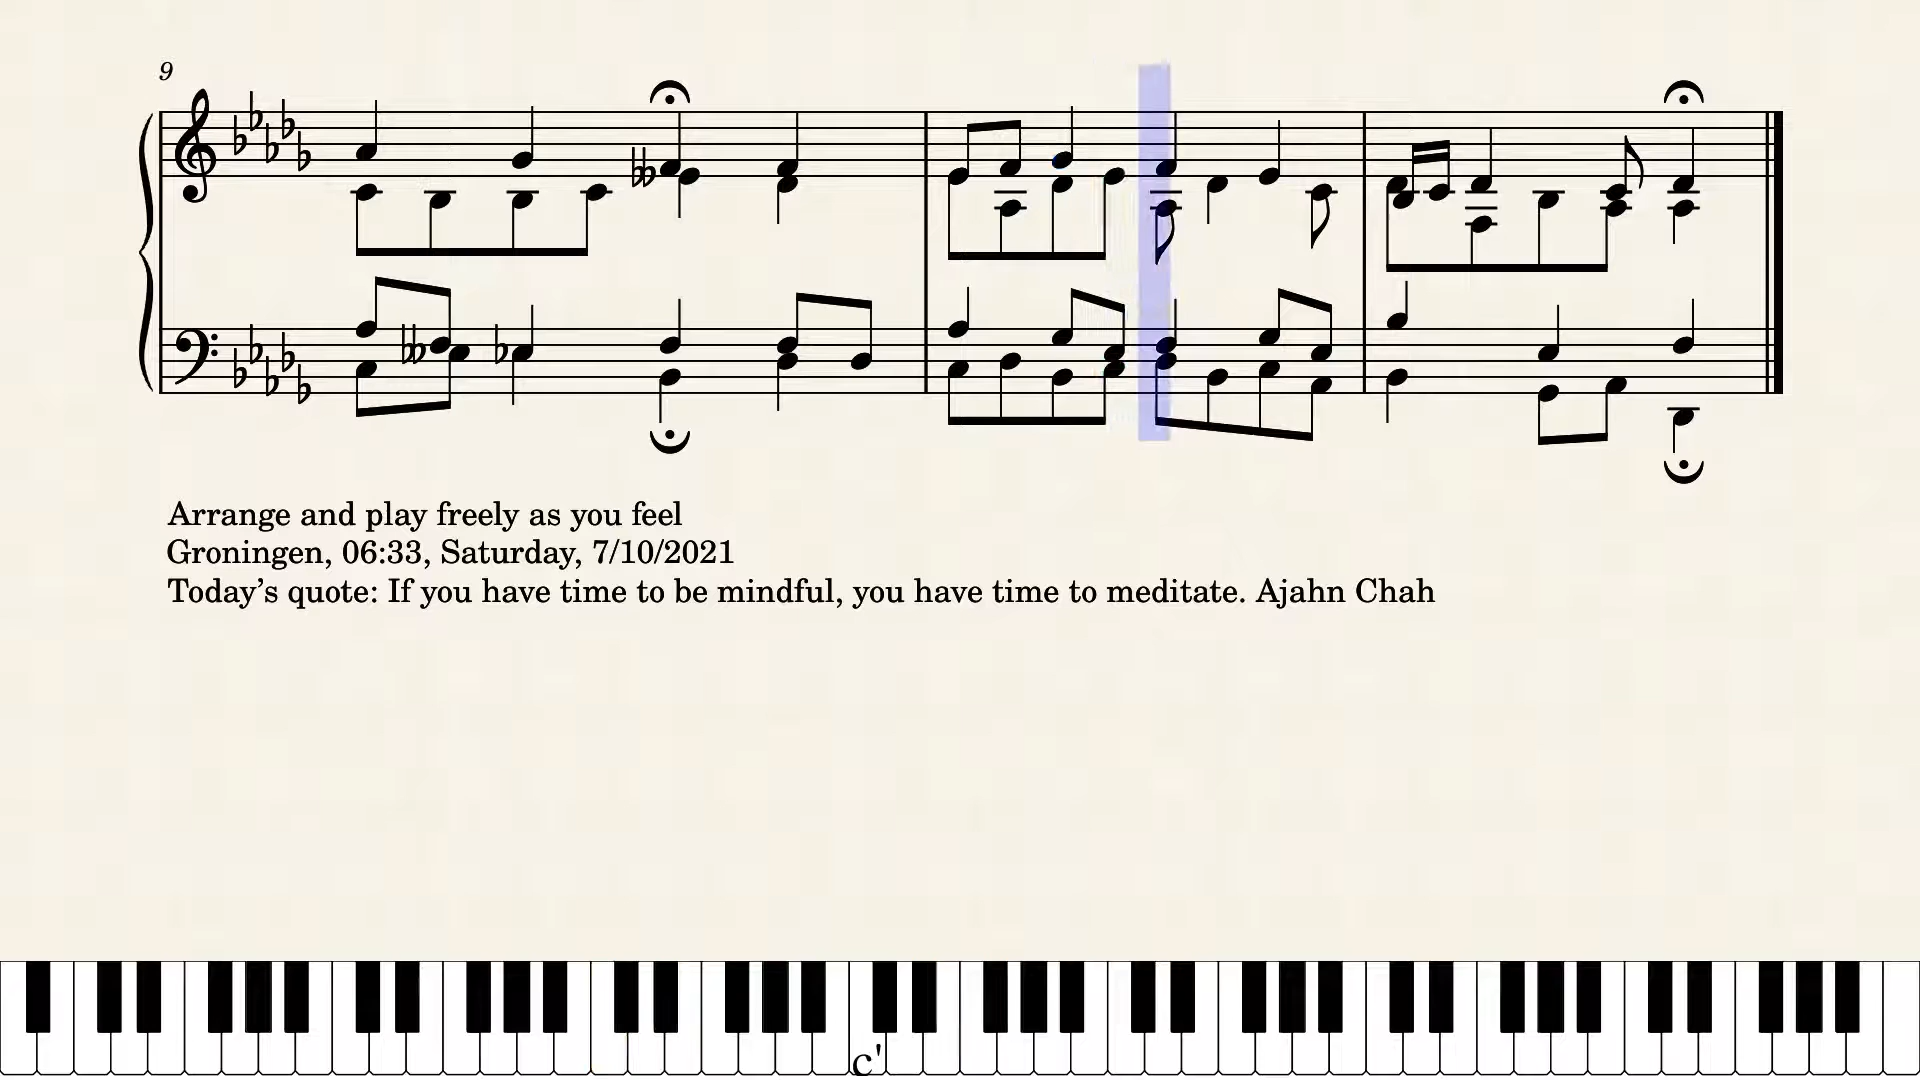 9
Arrange and play freely as you feel
Groningen, 06:33, Saturday, 7/10/2021
Today’s quote: If you have time to be mindful, you have time to meditate. Ajahn Chah
c'